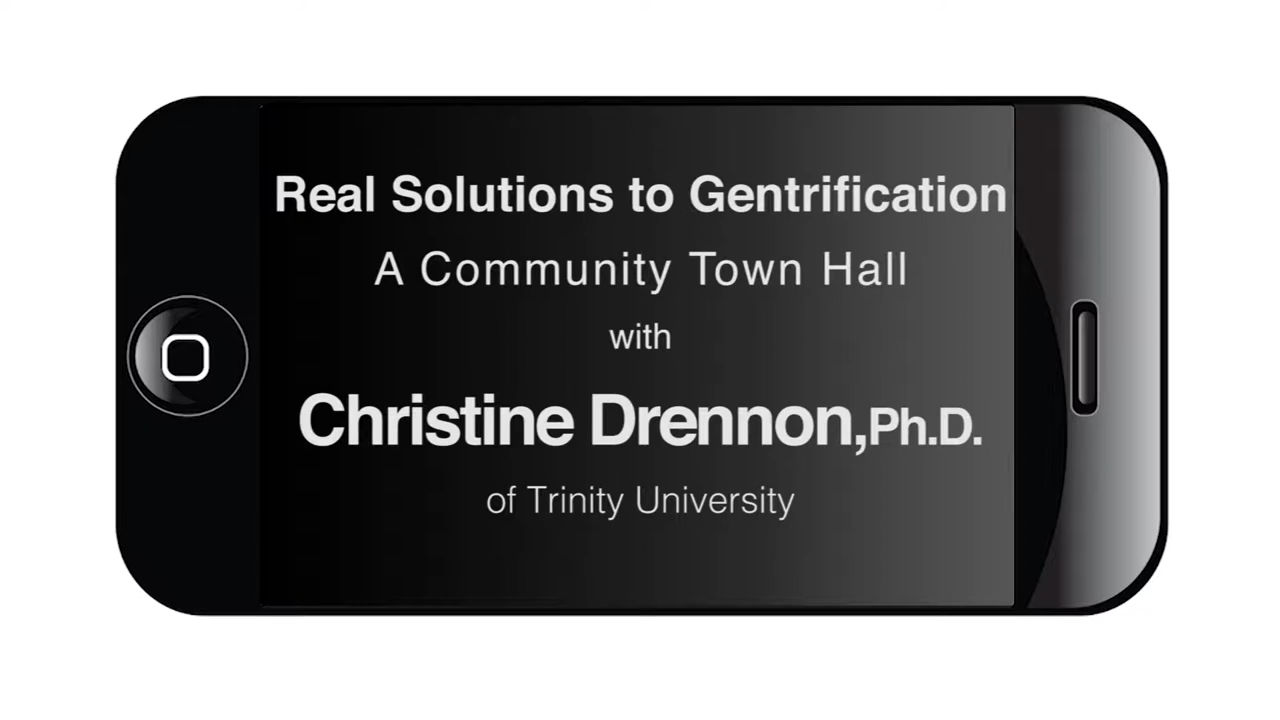 Real Solutions to Gentrification
A Community Town Hall
with
Christine Drennon,Ph.D.
of Trinity University